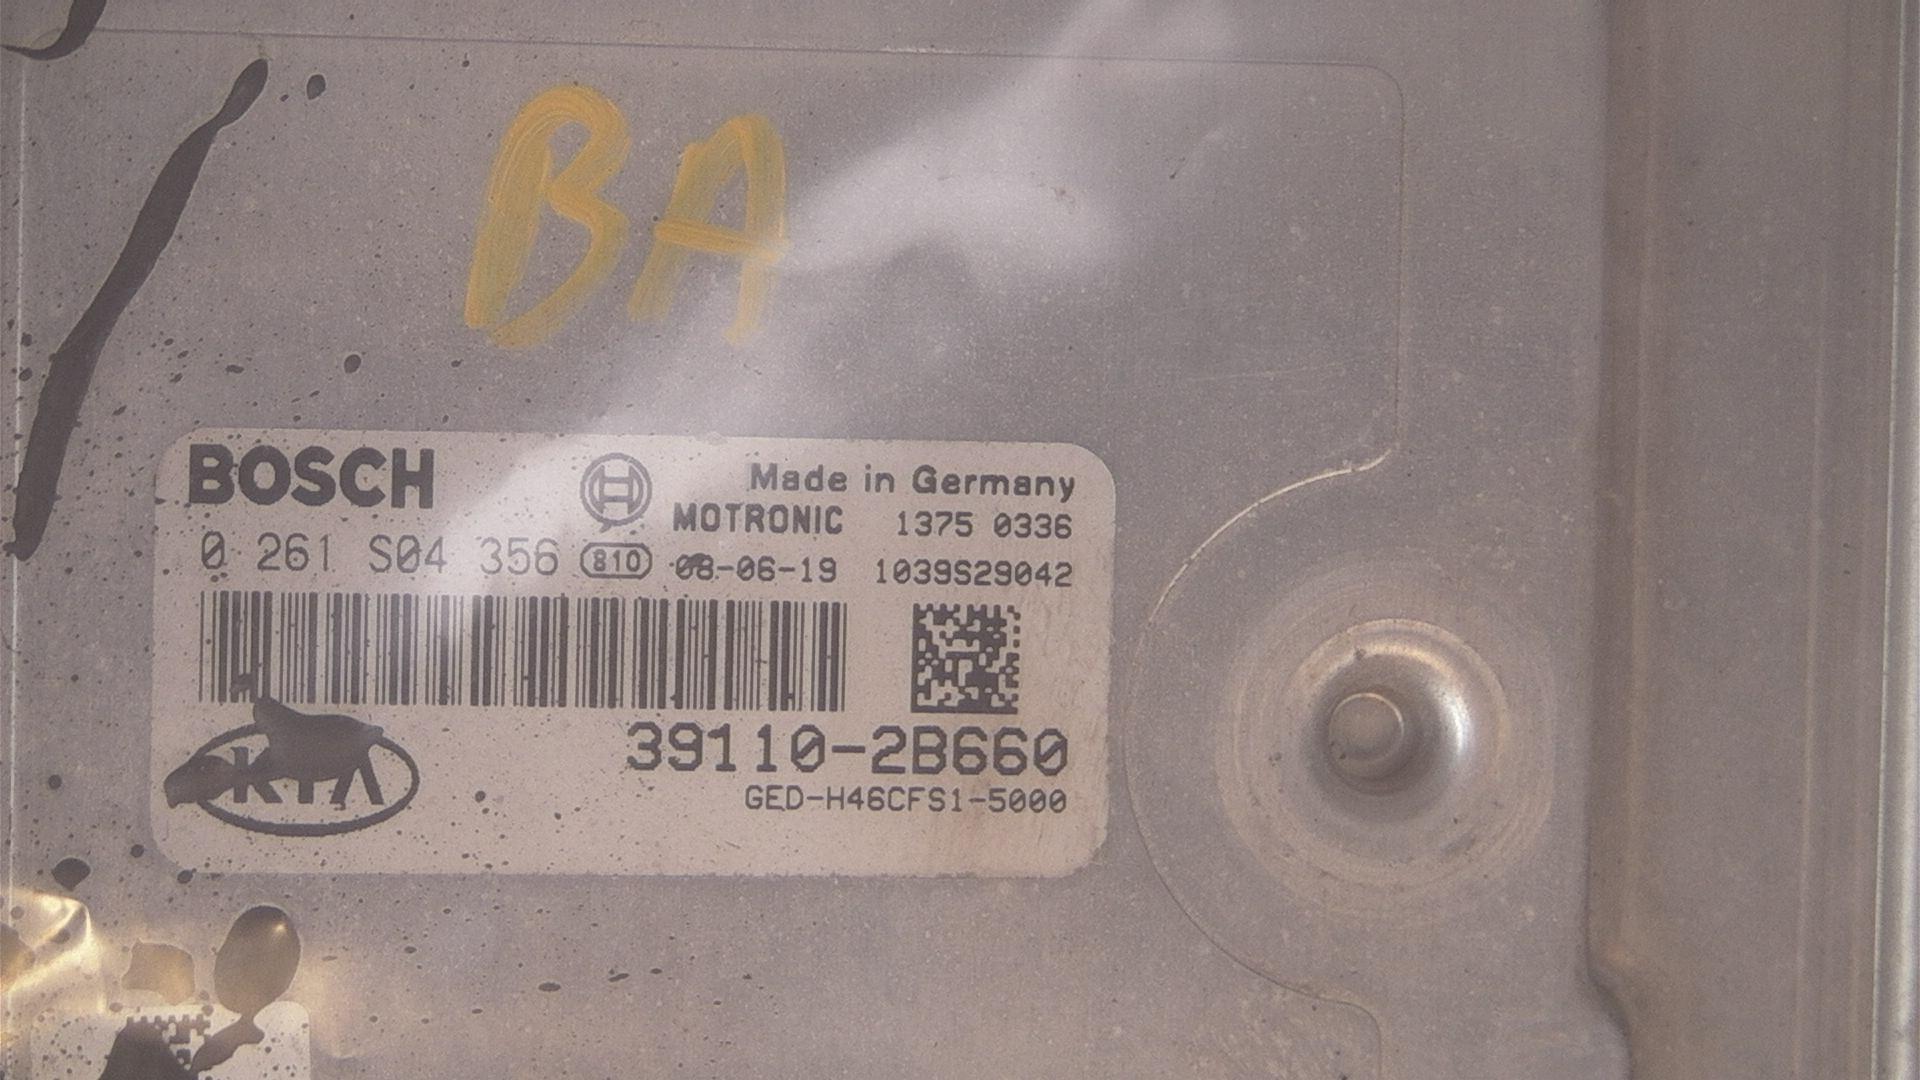 BA
BOSCH
Made in Germany
MOTRONIC 1375 0336
0 261 S04 356 810 08-06-19 1039S29042
39110-2B660
KIA
GED-H46CFS1-5000